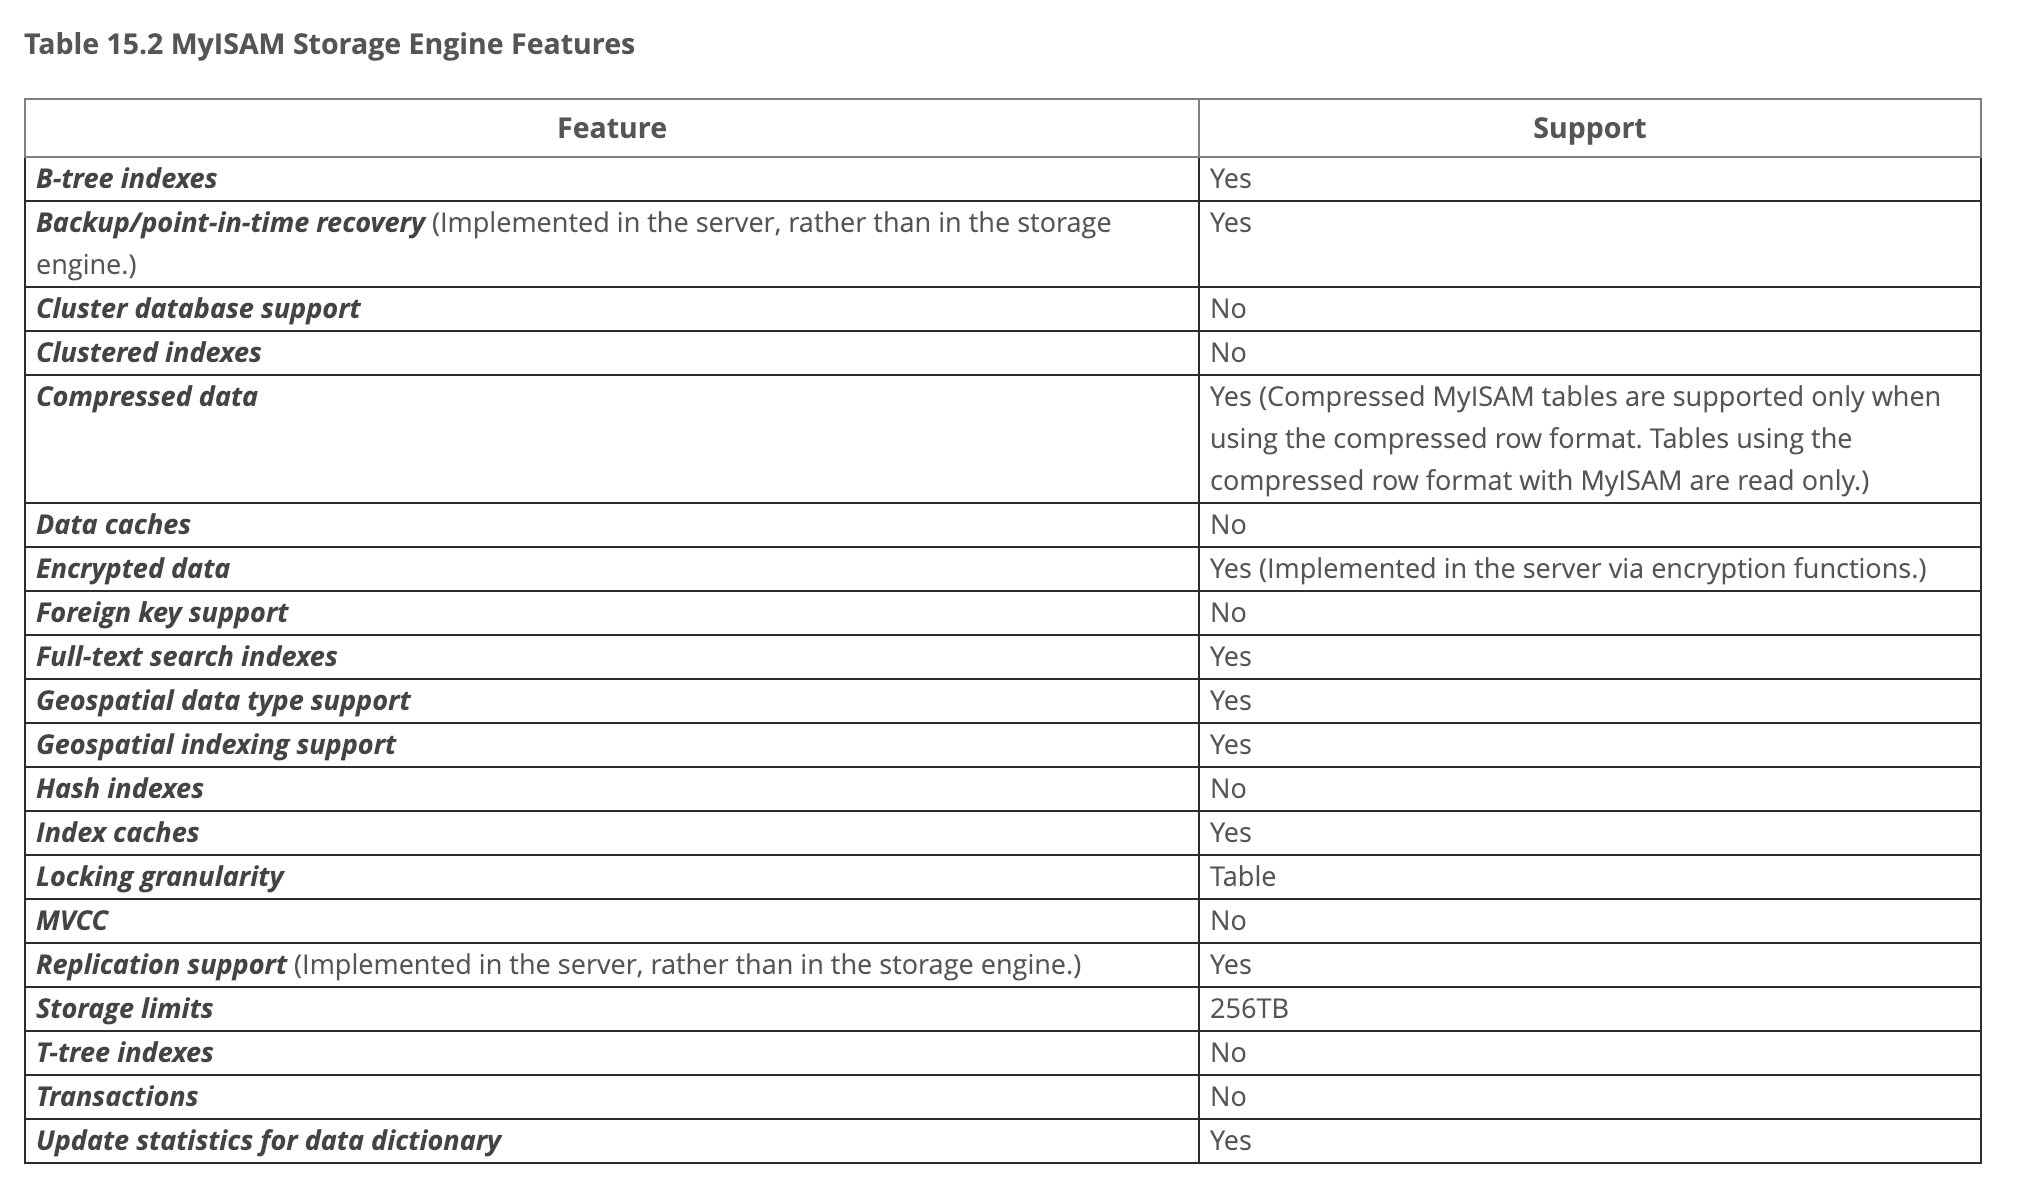 Table 15.2 MyISAM Storage Engine Features
Feature Support
B-tree indexes Yes
Backup/point-in-time recovery (Implemented in the server, rather than in the storage Yes
engine.)
Cluster database support No
Clustered indexes No
Compressed data Yes (Compressed MyISAM tables are supported only when
using the compressed row format. Tables using the
compressed row format with MyISAM are read only.)
Data caches No
Encrypted data Yes (Implemented in the server via encryption functions.)
Foreign key support No
Full-text search indexes Yes
Geospatial data type support Yes
Geospatial indexing support Yes
Hash indexes No
Index caches Yes
Locking granularity Table
MVCC No
Replication support (Implemented in the server, rather than in the storage engine.) Yes
Storage limits 256TB
T-tree indexes No
Transactions No
Update statistics for data dictionary Yes